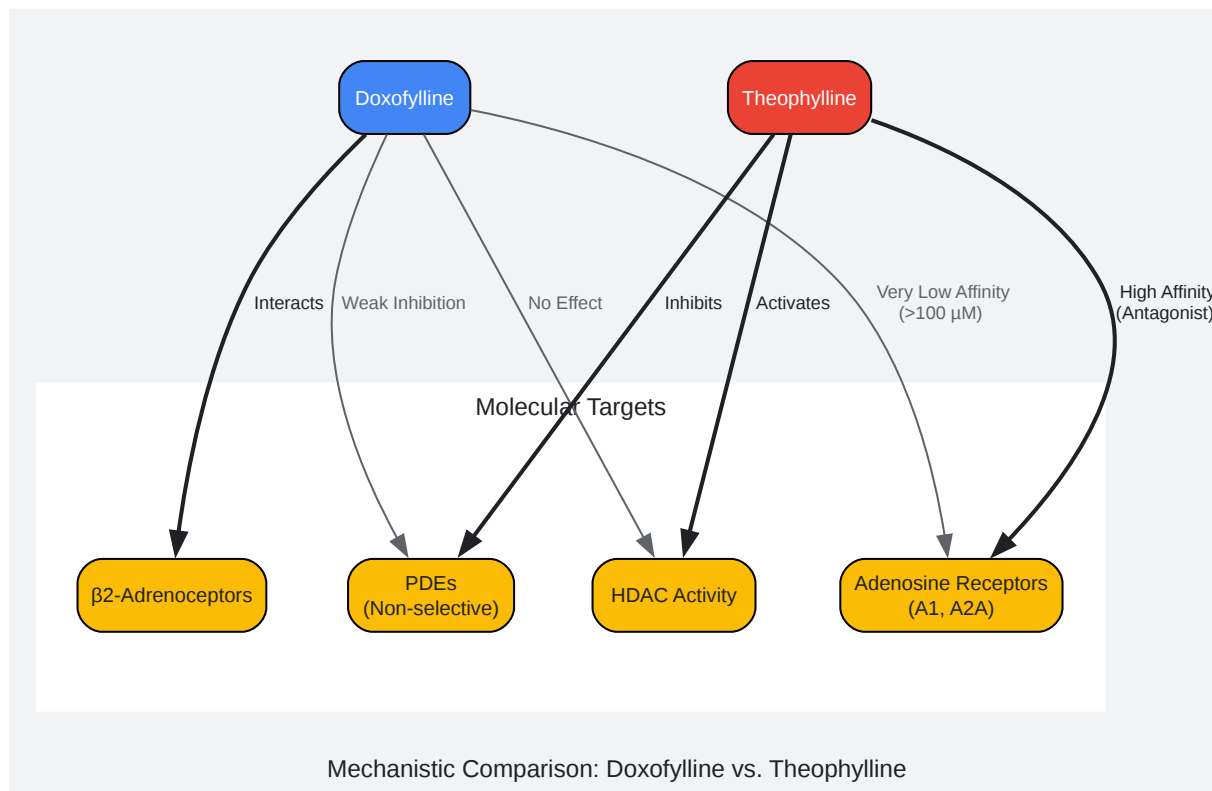 Doxofylline
Theophylline
Interacts
Weak Inhibition
No Effect
Inhibits
Activates
Very Low Affinity
(>100 µM)
High Affinity
(Antagonist)
Molecular Targets
β2-Adrenoceptors
PDEs
(Non-selective)
HDAC Activity
Adenosine Receptors
(A1, A2A)
Mechanistic Comparison: Doxofylline vs. Theophylline